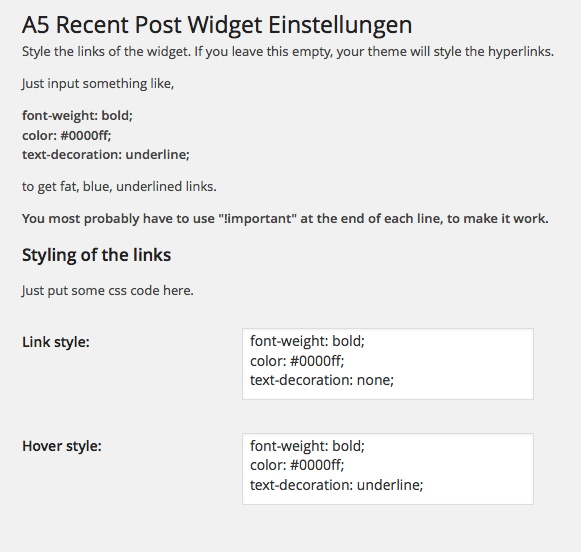 A5 Recent Post Widget Einstellungen
Style the links of the widget. If you leave this empty, your theme will style the hyperlinks.
Just input something like,
font-weight: bold;
color: #0000ff;
text-decoration: underline;
to get fat, blue, underlined links.
You most probably have to use "!important" at the end of each line, to make it work.
Styling of the links
Just put some css code here.
Link style:
font-weight: bold;
color: #0000ff;
text-decoration: none;
Hover style:
font-weight: bold;
color: #0000ff;
text-decoration: underline;